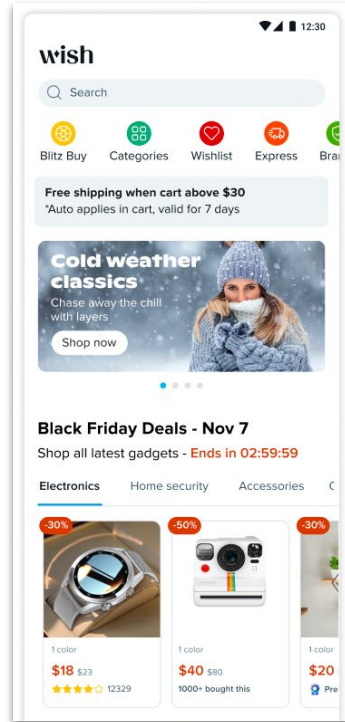 12:30
wish
Search
Blitz Buy
Categories
Wishlist
Express
Free shipping when cart above $30
*Auto applies in cart, valid for 7 days
Cold weather
classics
Chase away the chill
with layers
Shop now
Black Friday Deals - Nov 7
Shop all latest gadgets - Ends in 02:59:59
Electronics
Home security
Accessories
-30%
-50%
-30%
1 color
1 color
1 color
$18 $23
$40 $80
$20
12329
1000+ bought this